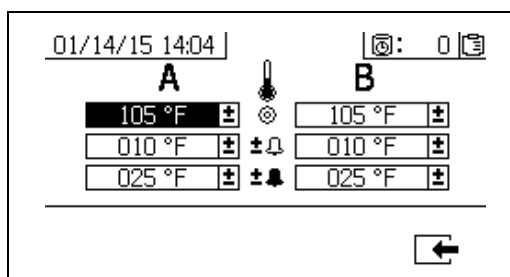 01/14/15 14:04 : 0
A B
105 °F ± 105 °F ±
010 °F ± ± 010 °F ±
025 °F ± ± 025 °F ±